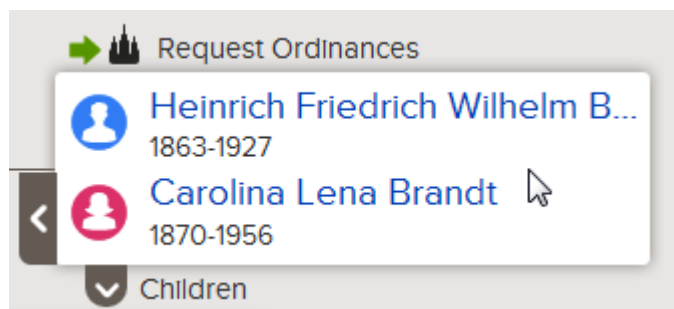 Request Ordinances
Heinrich Friedrich Wilhelm B...
1863-1927
Carolina Lena Brandt
1870-1956
Children